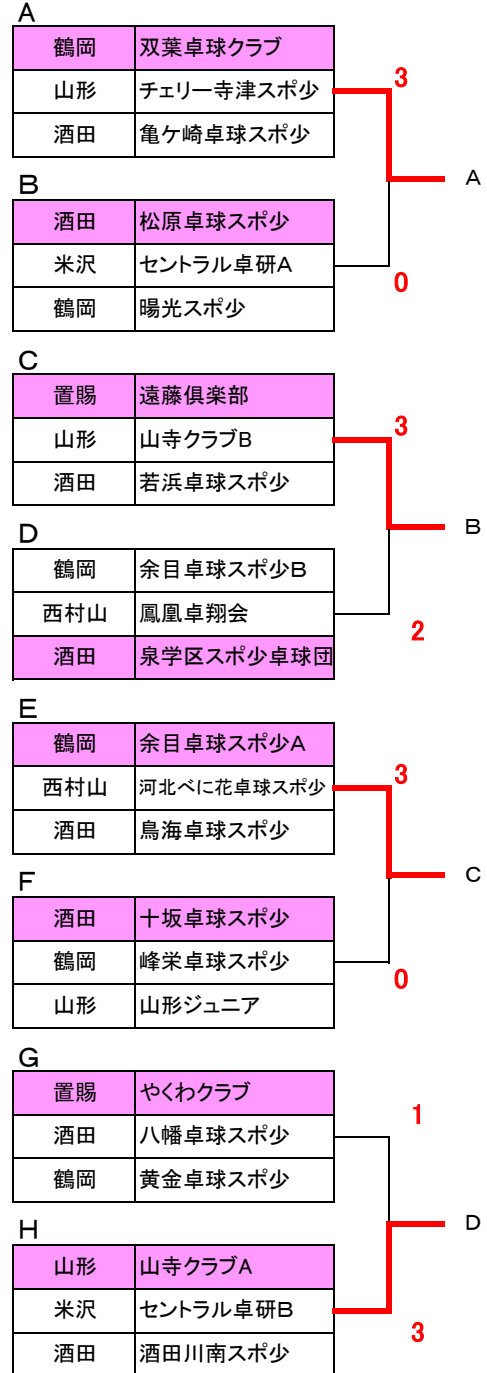 A
鶴岡 双葉卓球クラブ
山形 チェリー寺津スポ少
酒田 亀ケ崎卓球スポ少
3
A
B
酒田 松原卓球スポ少
米沢 セントラル卓研A
鶴岡 暘光スポ少
0
C
置賜 遠藤倶楽部
山形 山寺クラブB
酒田 若浜卓球スポ少
3
B
D
鶴岡 余目卓球スポ少B
西村山 鳳凰卓翔会
酒田 泉学区スポ少卓球団
2
E
鶴岡 余目卓球スポ少A
西村山 河北べに花卓球スポ少
酒田 鳥海卓球スポ少
3
C
F
酒田 十坂卓球スポ少
鶴岡 峰栄卓球スポ少
山形 山形ジュニア
0
G
置賜 やくわクラブ
酒田 八幡卓球スポ少
鶴岡 黄金卓球スポ少
1
D
H
山形 山寺クラブA
米沢 セントラル卓研B
酒田 酒田川南スポ少
3